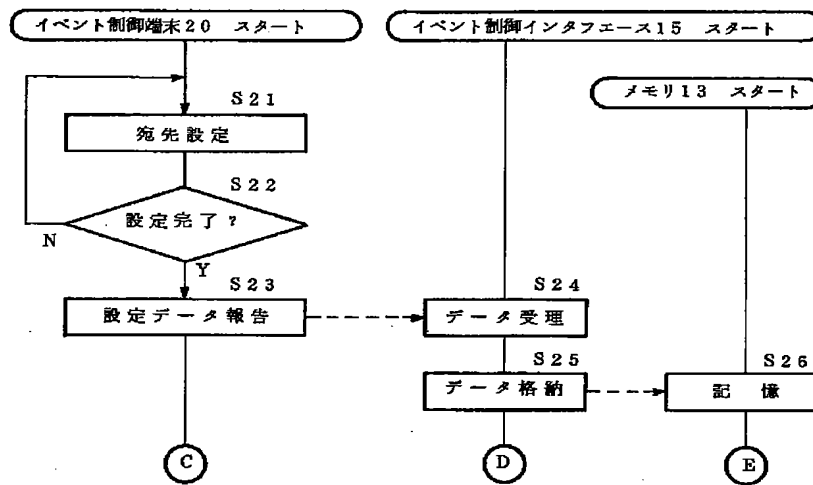 イベント制御端末20 スタート
イベント制御インタフェース15 スタート
メモリ13 スタート
S21
宛先設定
S22
設定完了?
N
Y
S23
設定データ報告
S24
データ受理
S25
データ格納
S26
記 憶
C
D
E